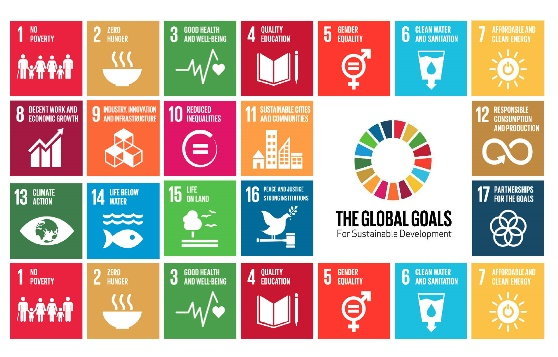 1 NO
POVERTY
2 ZERO
HUNGER
3 GOOD HEALTH
AND WELL-BEING
4 QUALITY
EDUCATION
5 GENDER
EQUALITY
6 CLEAN WATER
AND SANITATION
7 AFFORDABLE AND
CLEAN ENERGY
8 DECENT WORK AND
ECONOMIC GROWTH
9 INDUSTRY, INNOVATION
AND INFRASTRUCTURE
10 REDUCED
INEQUALITIES
11 SUSTAINABLE CITIES
AND COMMUNITIES
12 RESPONSIBLE
CONSUMPTION
AND PRODUCTION
13 CLIMATE
ACTION
14 LIFE BELOW
WATER
15 LIFE
ON LAND
16 PEACE AND JUSTICE
STRONG INSTITUTIONS
THE GLOBAL GOALS
For Sustainable Development
17 PARTNERSHIPS
FOR THE GOALS
1 NO
POVERTY
2 ZERO
HUNGER
3 GOOD HEALTH
AND WELL-BEING
4 QUALITY
EDUCATION
5 GENDER
EQUALITY
6 CLEAN WATER
AND SANITATION
7 AFFORDABLE AND
CLEAN ENERGY